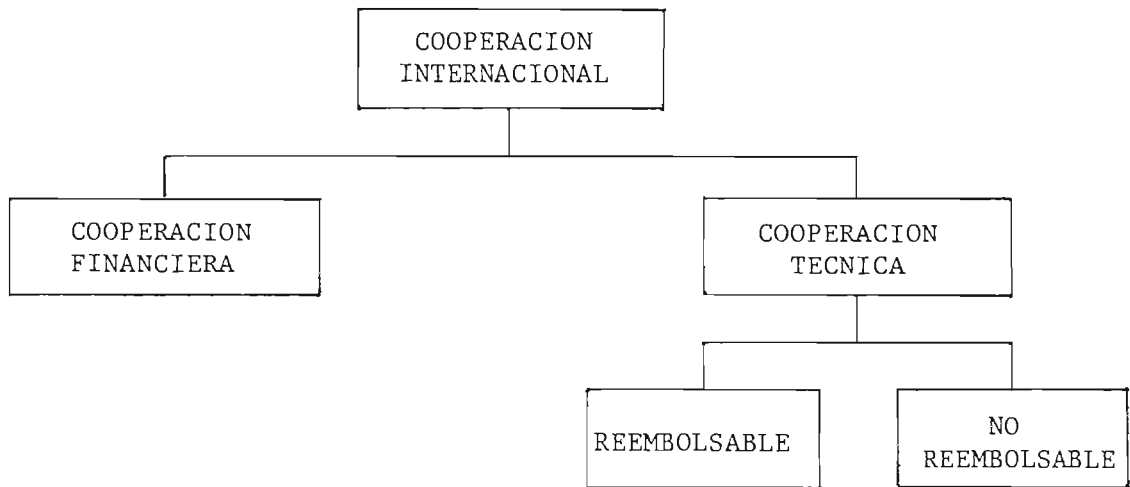 COOPERACION
INTERNACIONAL
COOPERACION
FINANCIERA
COOPERACION
TECNICA
REEMBOLSABLE
NO
REEMBOLSABLE